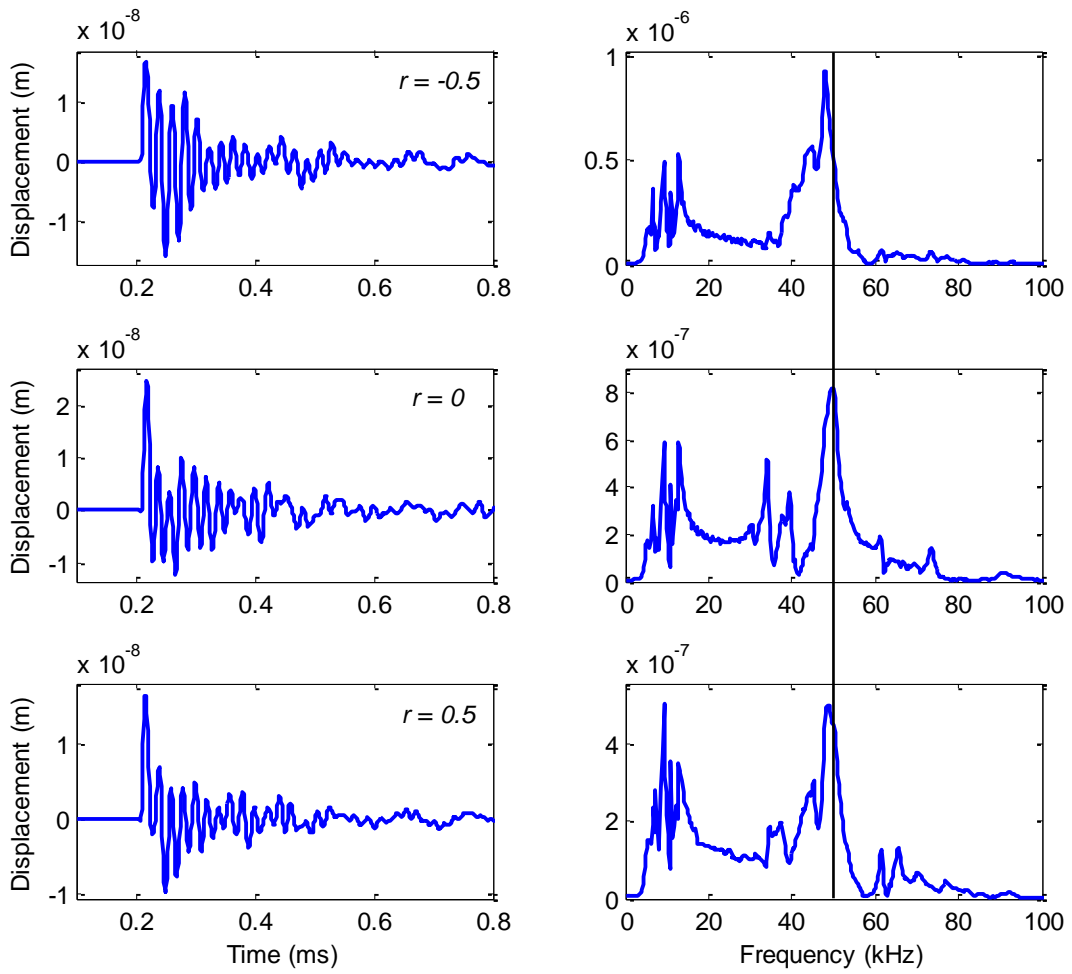 x 10^-8
Displacement (m)
1
0
-1
r = -0.5
0.2 0.4 0.6 0.8
x 10^-6
1
0.5
0
0 20 40 60 80 100
x 10^-8
Displacement (m)
2
1
0
-1
r = 0
0.2 0.4 0.6 0.8
x 10^-7
8
6
4
2
0
0 20 40 60 80 100
x 10^-8
Displacement (m)
1
0
-1
r = 0.5
0.2 0.4 0.6 0.8
Time (ms)
x 10^-7
4
2
0
0 20 40 60 80 100
Frequency (kHz)